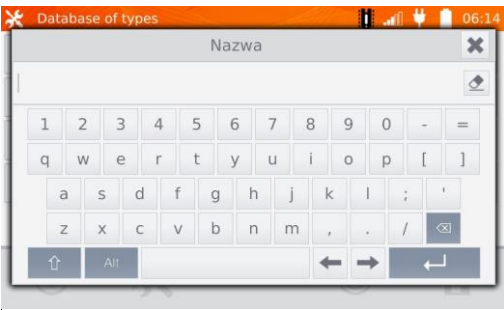 Database of types 06:14
Nazwa
1 2 3 4 5 6 7 8 9 0 - =
q w e r t y u i o p [ ]
a s d f g h j k l ; '
z x c v b n m , . /
Alt